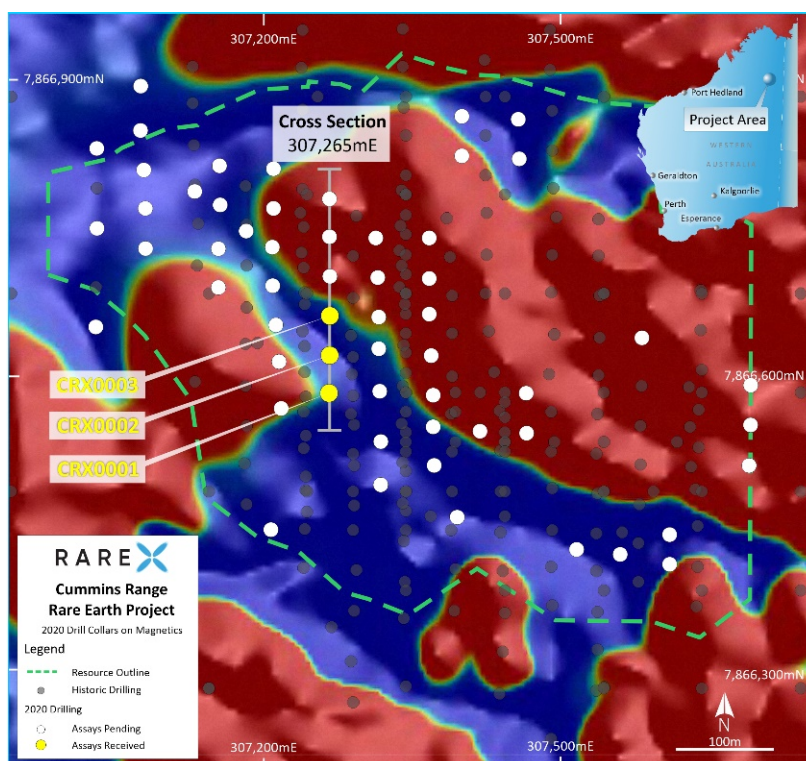 307,200mE
307,500mE
7,866,900mN
Port Hedland
Project Area
WESTERN
AUSTRALIA
Geraldton
Kalgoorlie
Perth
Esperance
Cross Section
307,265mE
CRX0003
7,866,600mN
CRX0002
CRX0001
RAREX
Cummins Range
Rare Earth Project
2020 Drill Collars on Magnetics
Legend
Resource Outline
Historic Drilling
2020 Drilling
Assays Pending
Assays Received
7,866,300mN
N
100m
307,200mE
307,500mE